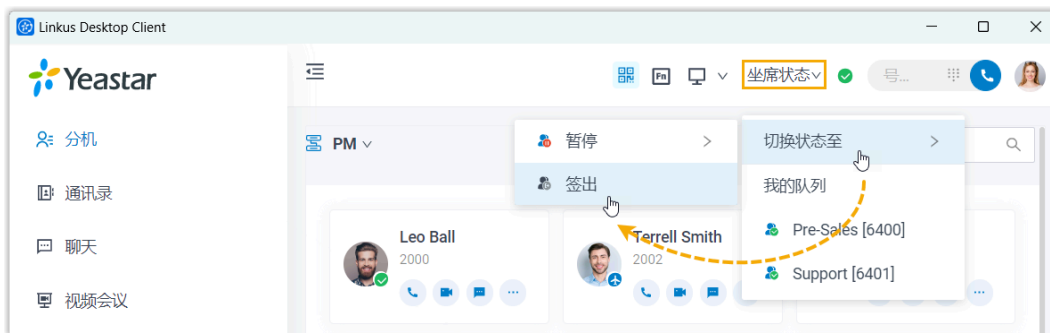 Linkus Desktop Client
Yeastar
Fn
坐席状态
号...
分机
PM
暂停
切换状态至
签出
我的队列
通讯录
Leo Ball
Terrell Smith
Pre-Sales [6400]
2000
2002
聊天
Support [6401]
视频会议